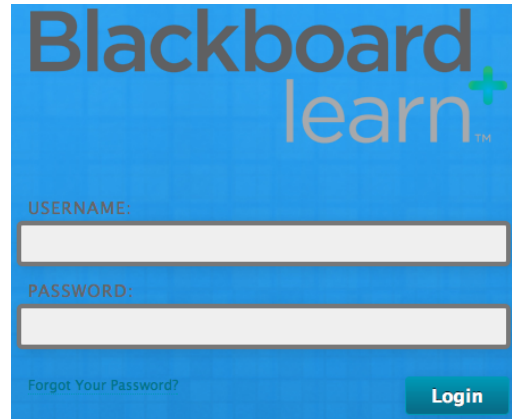 Blackboard
learn+™
USERNAME:
PASSWORD:
Forgot Your Password?
Login